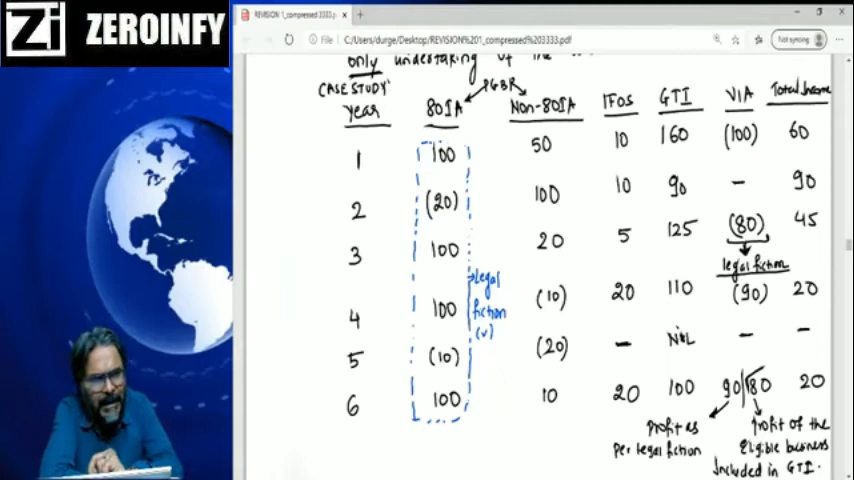 Zi ZEROINFY
REVISION 1_compressed 3333.p
File C:/Users/durge/Desktop/REVISION%201_compressed%203333.pdf
Not syncing
only undertaking of the
CASE STUDY
PGBP
Year 80IA Non-80IA IFOS GTI VIA Total Income
1 100 50 10 160 (100) 60
2 (20) 100 10 90 – 90
3 100 20 5 125 (80) 45
legal fiction
4 100 (10) 20 110 (90) 20
Legal
fiction
(v)
5 (10) (20) – NIL – –
6 100 10 20 100 90/80 20
Profit as
per legal fiction
Profit of the
Eligible business
Included in GTI.